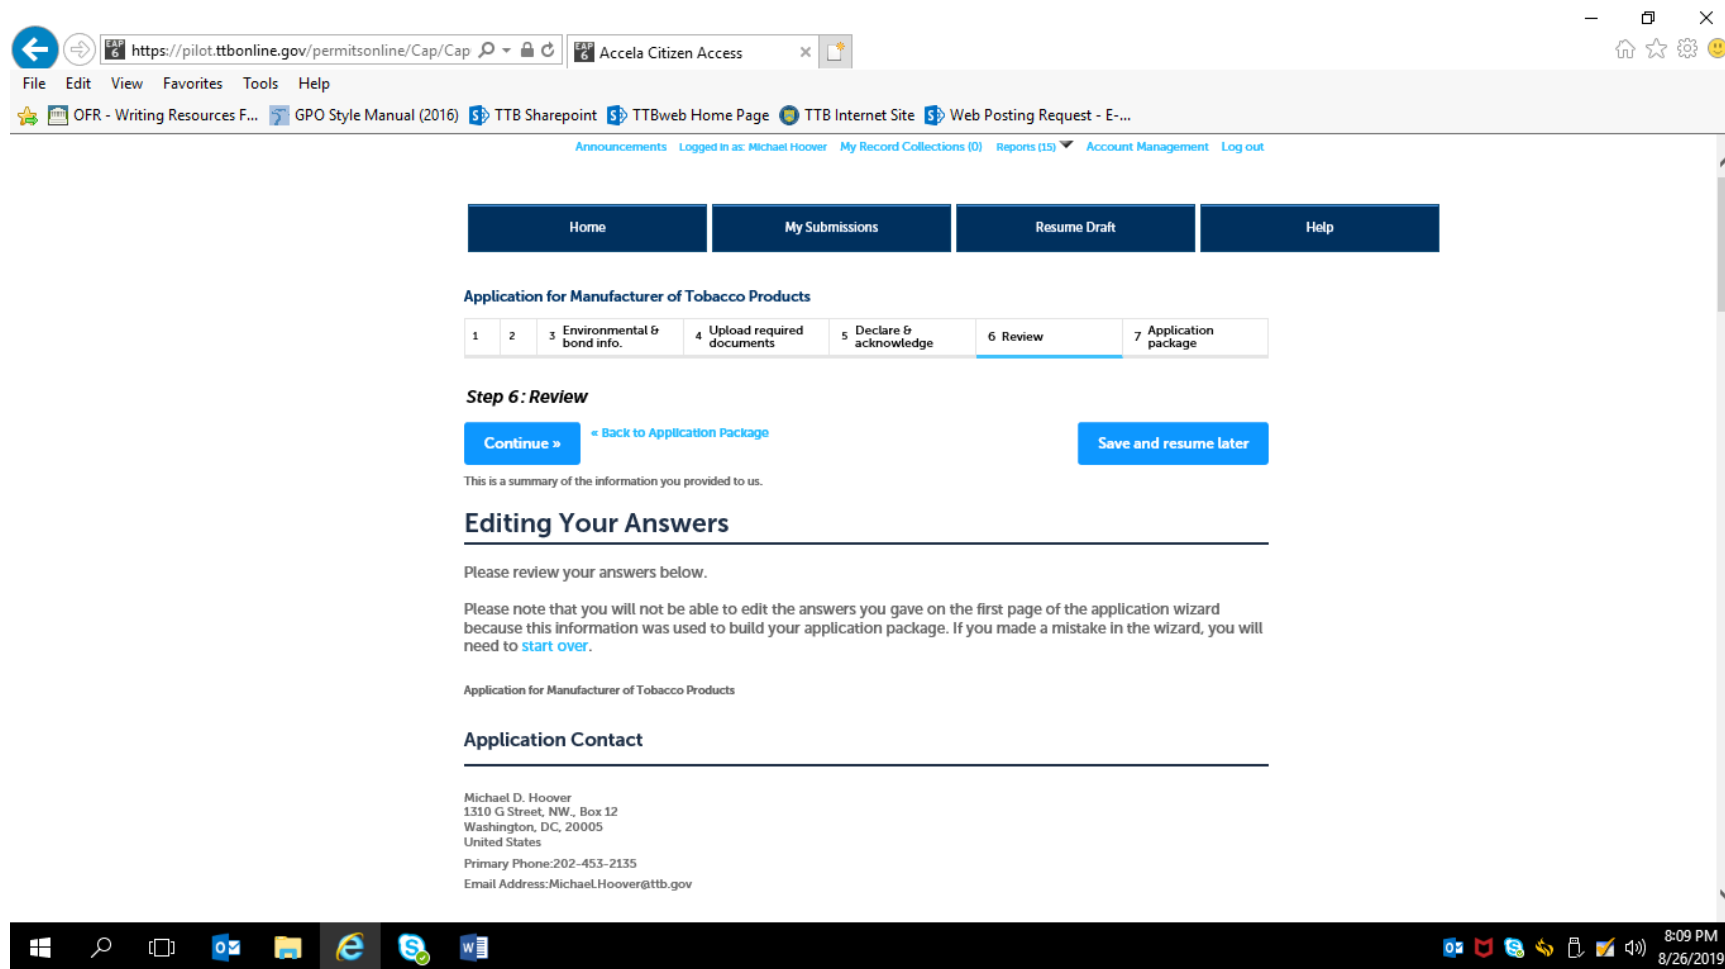 https://pilot.ttbonline.gov/permitsonline/Cap/Cap
EAP 6 Accela Citizen Access
File Edit View Favorites Tools Help
OFR - Writing Resources F... GPO Style Manual (2016) TTB Sharepoint TTBweb Home Page TTB Internet Site Web Posting Request - E-...
Announcements Logged in as: Michael Hoover My Record Collections (0) Reports (15) Account Management Log out
Home My Submissions Resume Draft Help
Application for Manufacturer of Tobacco Products
1 2 3 Environmental & bond info. 4 Upload required documents 5 Declare & acknowledge 6 Review 7 Application package
Step 6: Review
Continue » « Back to Application Package Save and resume later
This is a summary of the information you provided to us.
Editing Your Answers
Please review your answers below.
Please note that you will not be able to edit the answers you gave on the first page of the application wizard
because this information was used to build your application package. If you made a mistake in the wizard, you will
need to start over.
Application for Manufacturer of Tobacco Products
Application Contact
Michael D. Hoover
1310 G Street, NW., Box 12
Washington, DC, 20005
United States
Primary Phone:202-453-2135
Email Address:Michael.Hoover@ttb.gov
8:09 PM
8/26/2019